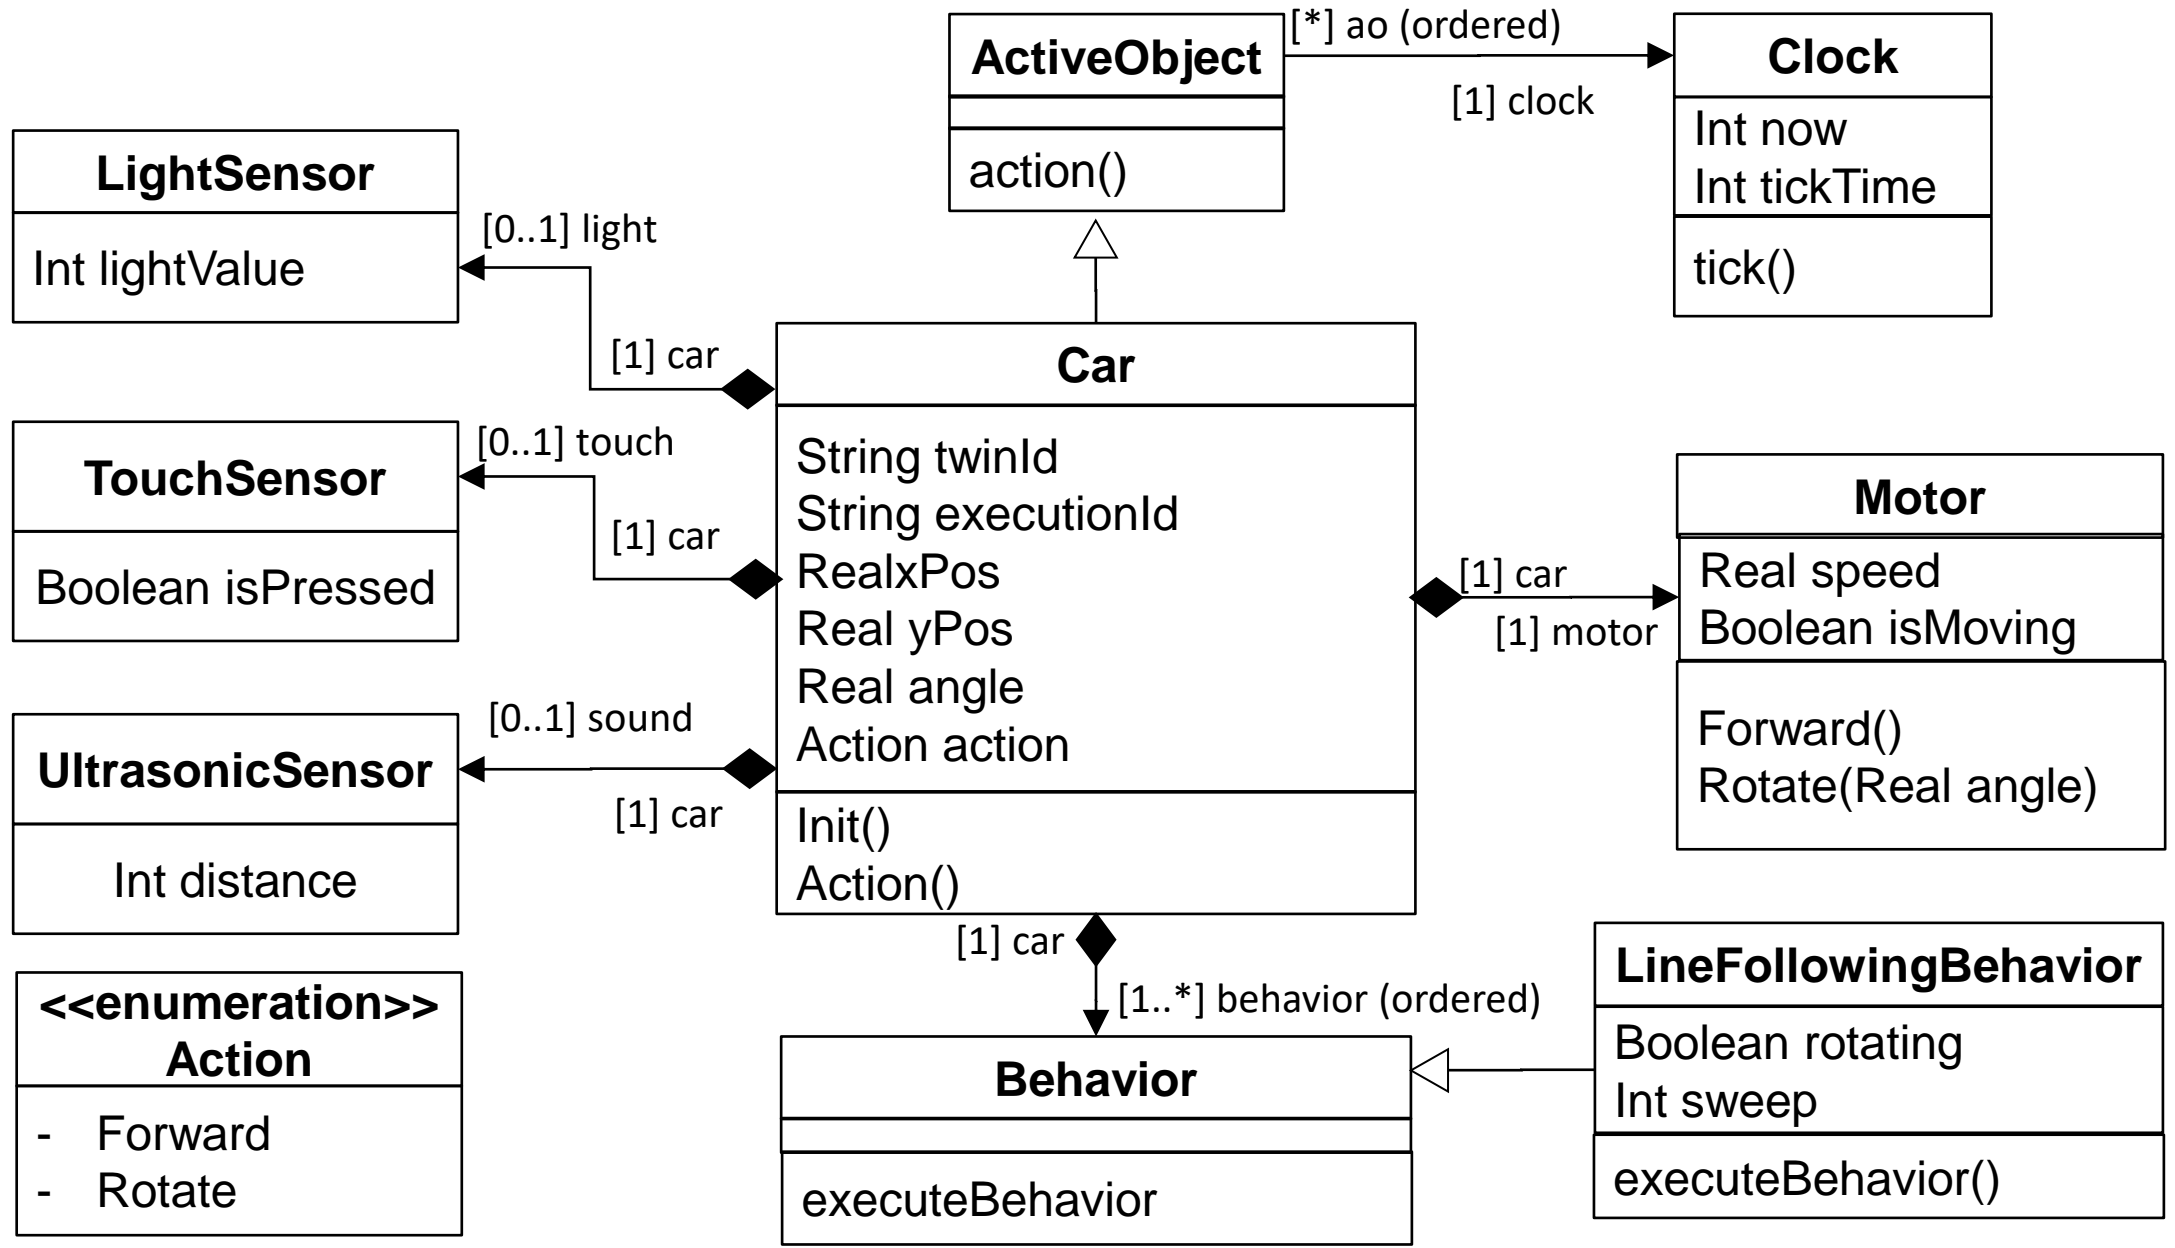 ActiveObject
action()
[*] ao (ordered)
[1] clock
Clock
Int now
Int tickTime
tick()
LightSensor
Int lightValue
[0..1] light
[1] car
TouchSensor
Boolean isPressed
[0..1] touch
[1] car
UltrasonicSensor
Int distance
[0..1] sound
[1] car
Car
String twinId
String executionId
RealxPos
Real yPos
Real angle
Action action
Init()
Action()
[1] car
[1] motor
Motor
Real speed
Boolean isMoving
Forward()
Rotate(Real angle)
[1] car
[1..*] behavior (ordered)
<<enumeration>>
Action
- Forward
- Rotate
Behavior
executeBehavior
LineFollowingBehavior
Boolean rotating
Int sweep
executeBehavior()